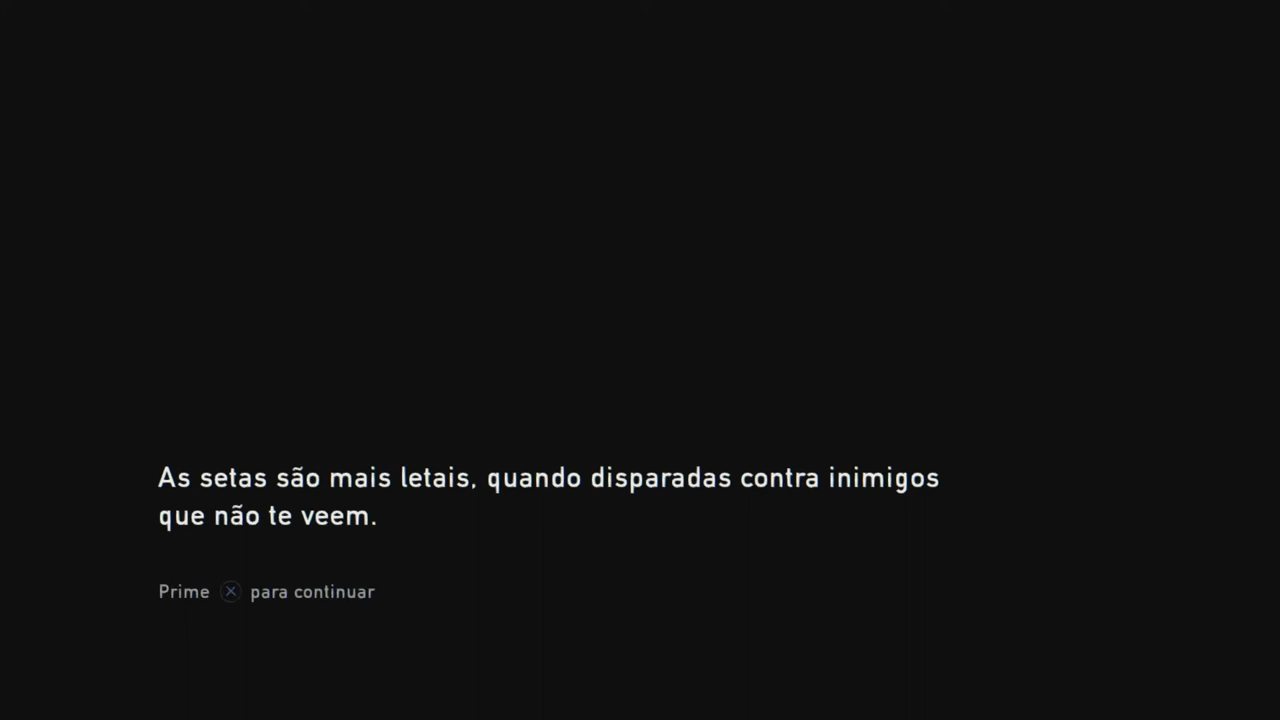 As setas são mais letais, quando disparadas contra inimigos
que não te veem.
Prime ⓧ para continuar